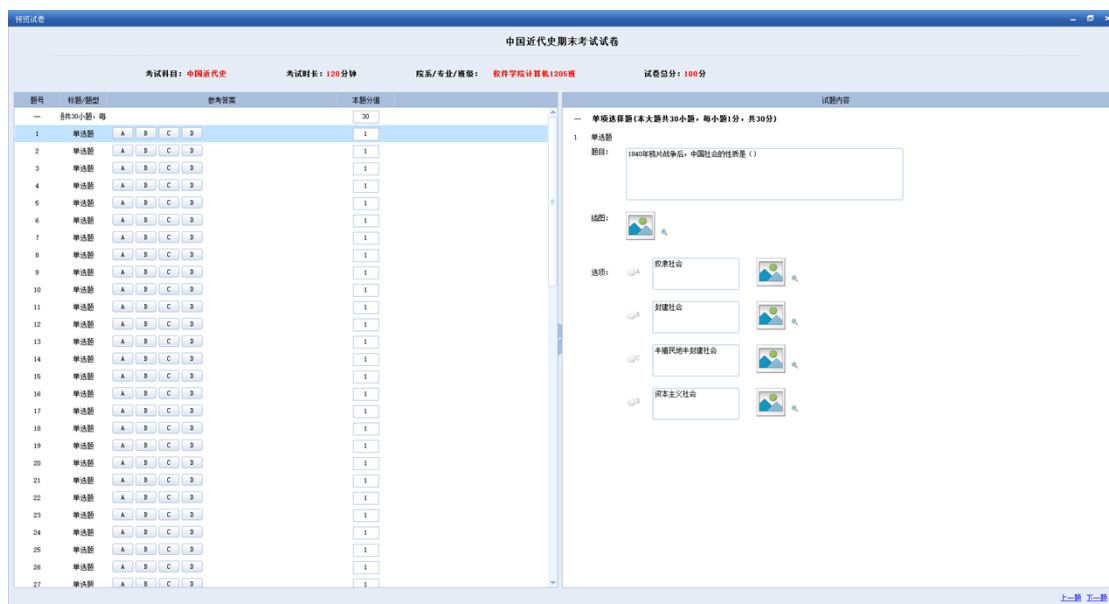 预览试卷
中国近代史期末考试试卷
考试科目：中国近代史 考试时长：120分钟 院系/专业/班级： 软件学院计算机1205班 试卷总分：100分
题号 标题/题型 参考答案 本题分值 试题内容
一 共30小题，每 30
1 单选题 A B C D 1
2 单选题 A B C D 1
3 单选题 A B C D 1
4 单选题 A B C D 1
5 单选题 A B C D 1
6 单选题 A B C D 1
7 单选题 A B C D 1
8 单选题 A B C D 1
9 单选题 A B C D 1
10 单选题 A B C D 1
11 单选题 A B C D 1
12 单选题 A B C D 1
13 单选题 A B C D 1
14 单选题 A B C D 1
15 单选题 A B C D 1
16 单选题 A B C D 1
17 单选题 A B C D 1
18 单选题 A B C D 1
19 单选题 A B C D 1
20 单选题 A B C D 1
21 单选题 A B C D 1
22 单选题 A B C D 1
23 单选题 A B C D 1
24 单选题 A B C D 1
25 单选题 A B C D 1
26 单选题 A B C D 1
27 单选题 A B C D 1
一 单项选择题(本大题共30小题，每小题1分，共30分)
1 单选题
题目： 1840年鸦片战争后，中国社会的性质是（）
插图：
选项： A 奴隶社会
B 封建社会
C 半殖民地半封建社会
D 资本主义社会
上一题 下一题